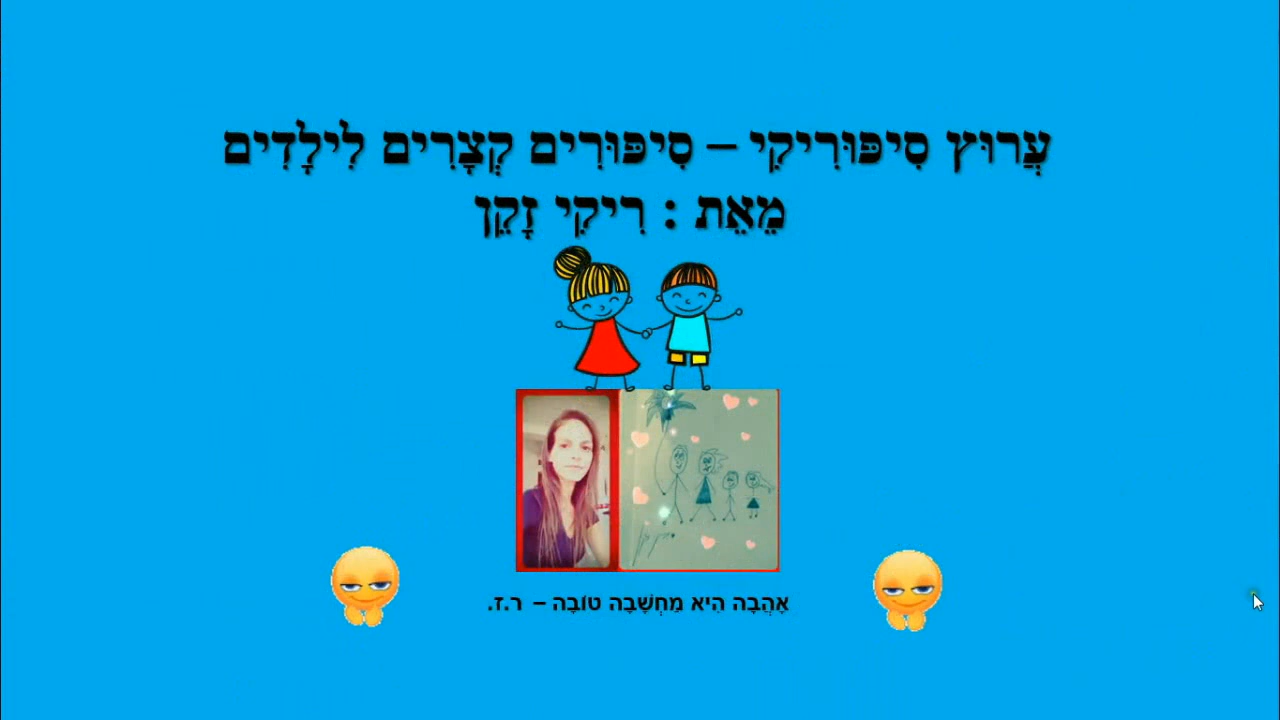 עֲרוּץ סִיפּוּרִיקִי – סִיפּוּרִים קְצָרִים לִילָדִים
מֵאֵת : רִיקִי זָקֵן
אָהֲבָה הִיא מַחְשָׁבָה טוֹבָה – ר.ז.